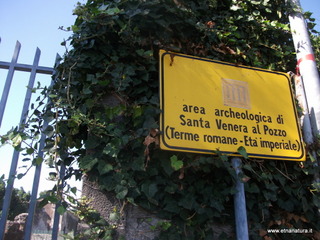 area archeologica di
Santa Venera al Pozzo
(Terme romane - Età imperiale)
www.etnanatura.it